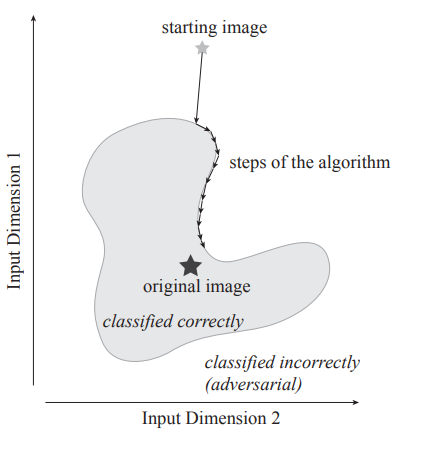 starting image
steps of the algorithm
original image
classified correctly
classified incorrectly
(adversarial)
Input Dimension 1
Input Dimension 2